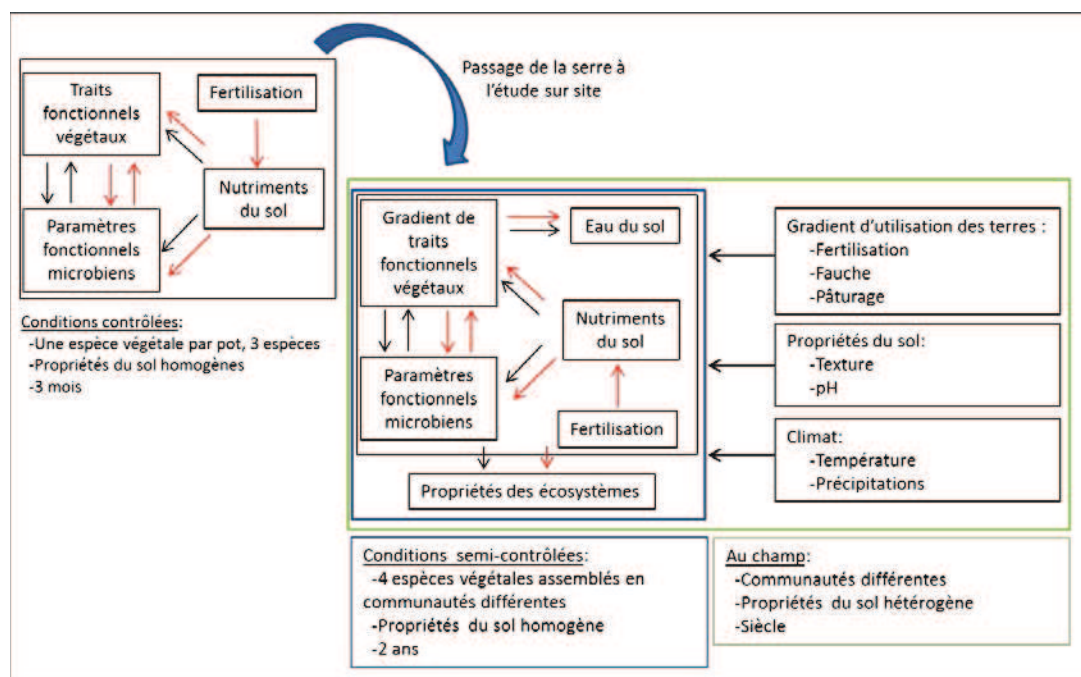 Traits
fonctionnels
végétaux
Fertilisation
Nutriments
du sol
Paramètres
fonctionnels
microbiens
Conditions contrôlées:
-Une espèce végétale par pot, 3 espèces
-Propriétés du sol homogènes
-3 mois
Passage de la serre à
l'étude sur site
Gradient de
traits
fonctionnels
végétaux
Eau du sol
Nutriments
du sol
Paramètres
fonctionnels
microbiens
Fertilisation
Propriétés des écosystèmes
Gradient d'utilisation des terres :
-Fertilisation
-Fauche
-Pâturage
Propriétés du sol:
-Texture
-pH
Climat:
-Température
-Précipitations
Conditions semi-contrôlées:
-4 espèces végétales assemblés en
communautés différentes
-Propriétés du sol homogène
-2 ans
Au champ:
-Communautés différentes
-Propriétés du sol hétérogène
-Siècle